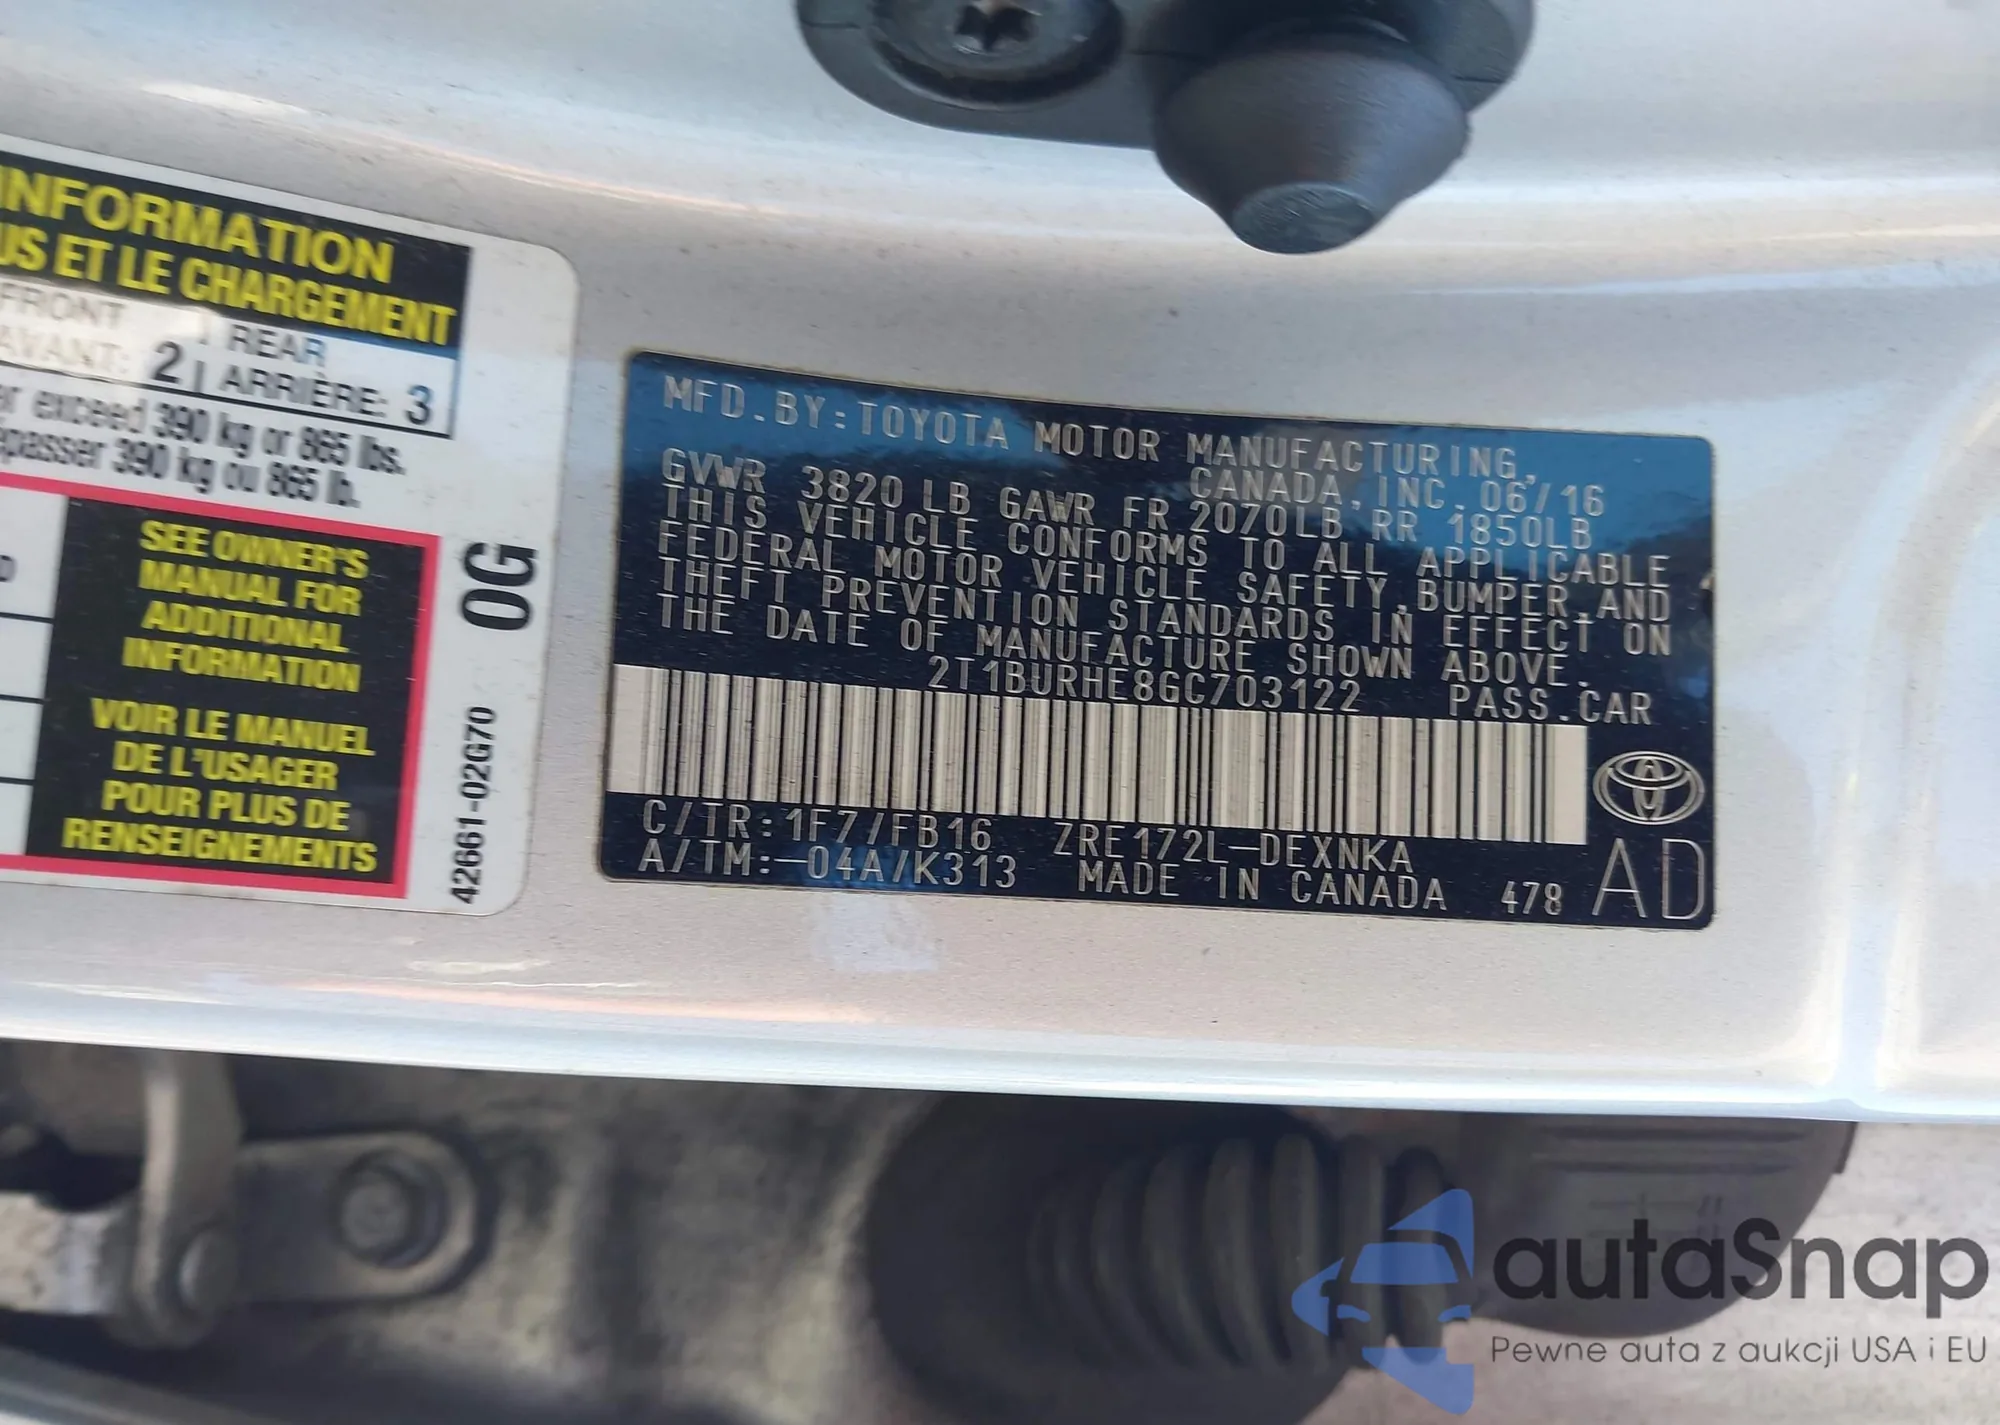 INFORMATION
US ET LE CHARGEMENT
FRONT
AVANT: 2
REAR
ARRIÈRE: 3
er exceed 390 kg or 865 lbs.
épasser 390 kg ou 865 lb.
SEE OWNER'S
MANUAL FOR
ADDITIONAL
INFORMATION
VOIR LE MANUEL
DE L'USAGER
POUR PLUS DE
RENSEIGNEMENTS
42661-02G70 0G
MFD.BY:TOYOTA MOTOR MANUFACTURING,
CANADA,INC. 06/16
GVWR 3820 LB GAWR FR 2070LB RR 1850LB
THIS VEHICLE CONFORMS TO ALL APPLICABLE
FEDERAL MOTOR VEHICLE SAFETY,BUMPER,AND
THEFT PREVENTION STANDARDS IN EFFECT ON
THE DATE OF MANUFACTURE SHOWN ABOVE.
2T1BURHE8GC703122 PASS.CAR
C/TR:1F7/FB16 ZRE172L-DEXNKA
A/TM:-04A/K313 MADE IN CANADA 478 AD
autaSnap
Pewne auta z aukcji USA i EU